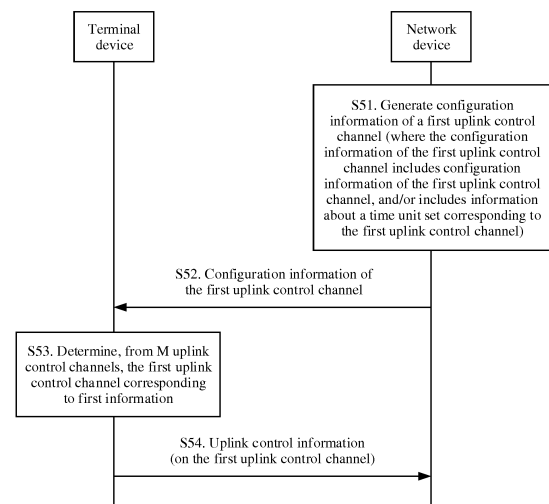 Terminal
device
Network
device
S51. Generate configuration
information of a first uplink control
channel (where the configuration
information of the first uplink control
channel includes configuration
information of the first uplink control
channel, and/or includes information
about a time unit set corresponding to
the first uplink control channel)
S52. Configuration information of
the first uplink control channel
S53. Determine, from M uplink
control channels, the first uplink
control channel corresponding
to first information
S54. Uplink control information
(on the first uplink control channel)